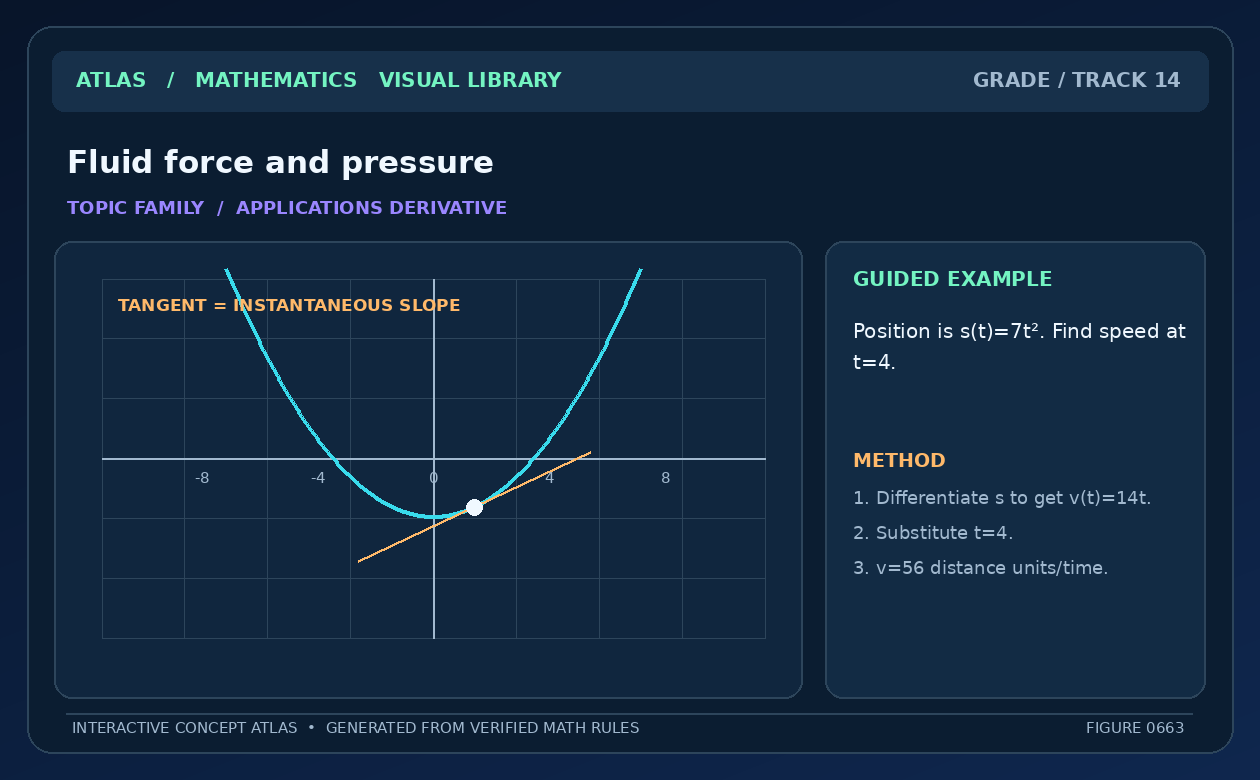 ATLAS / MATHEMATICS VISUAL LIBRARY
GRADE / TRACK 14
Fluid force and pressure
TOPIC FAMILY / APPLICATIONS DERIVATIVE
TANGENT = INSTANTANEOUS SLOPE
-8 -4 0 4 8
GUIDED EXAMPLE
Position is s(t)=7t². Find speed at
t=4.
METHOD
1. Differentiate s to get v(t)=14t.
2. Substitute t=4.
3. v=56 distance units/time.
INTERACTIVE CONCEPT ATLAS • GENERATED FROM VERIFIED MATH RULES
FIGURE 0663